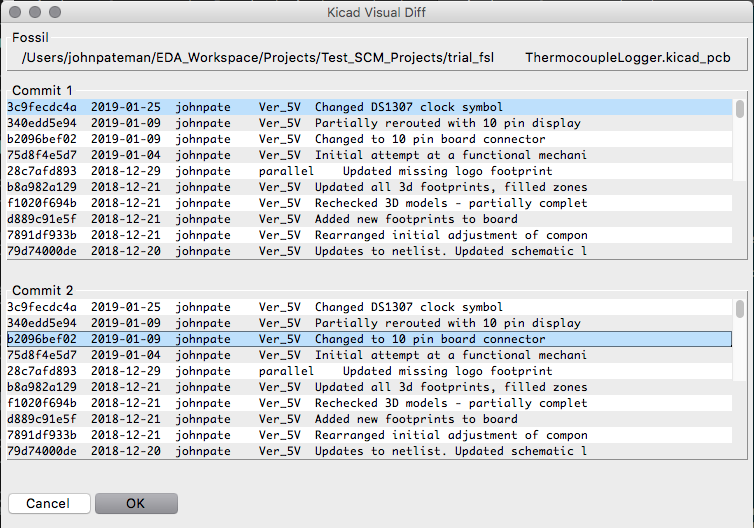 Kicad Visual Diff
Fossil
/Users/johnpateman/EDA_Workspace/Projects/Test_SCM_Projects/trial_fsl ThermocoupleLogger.kicad_pcb
Commit 1
3c9fecdc4a 2019-01-25 johnpate Ver_5V Changed DS1307 clock symbol
340edd5e94 2019-01-09 johnpate Ver_5V Partially rerouted with 10 pin display
b2096bef02 2019-01-09 johnpate Ver_5V Changed to 10 pin board connector
75d8f4e5d7 2019-01-04 johnpate Ver_5V Initial attempt at a functional mechani
28c7afd893 2018-12-29 johnpate parallel Updated missing logo footprint
b8a982a129 2018-12-21 johnpate Ver_5V Updated all 3d footprints, filled zones
f1020f694b 2018-12-21 johnpate Ver_5V Rechecked 3D models - partially complet
d889c91e5f 2018-12-21 johnpate Ver_5V Added new footprints to board
7891df933b 2018-12-21 johnpate Ver_5V Rearranged initial adjustment of compon
79d74000de 2018-12-20 johnpate Ver_5V Updates to netlist. Updated schematic l
Commit 2
3c9fecdc4a 2019-01-25 johnpate Ver_5V Changed DS1307 clock symbol
340edd5e94 2019-01-09 johnpate Ver_5V Partially rerouted with 10 pin display
b2096bef02 2019-01-09 johnpate Ver_5V Changed to 10 pin board connector
75d8f4e5d7 2019-01-04 johnpate Ver_5V Initial attempt at a functional mechani
28c7afd893 2018-12-29 johnpate parallel Updated missing logo footprint
b8a982a129 2018-12-21 johnpate Ver_5V Updated all 3d footprints, filled zones
f1020f694b 2018-12-21 johnpate Ver_5V Rechecked 3D models - partially complet
d889c91e5f 2018-12-21 johnpate Ver_5V Added new footprints to board
7891df933b 2018-12-21 johnpate Ver_5V Rearranged initial adjustment of compon
79d74000de 2018-12-20 johnpate Ver_5V Updates to netlist. Updated schematic l
Cancel OK